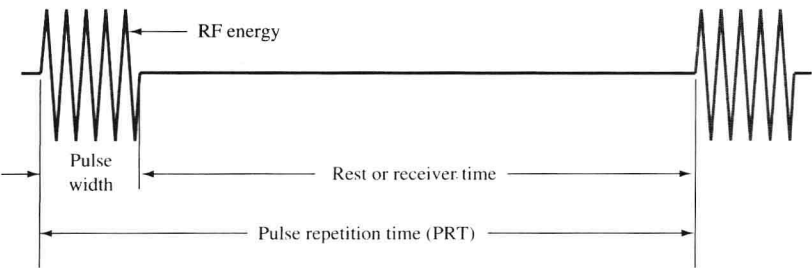 RF energy
Pulse
width
Rest or receiver time
Pulse repetition time (PRT)